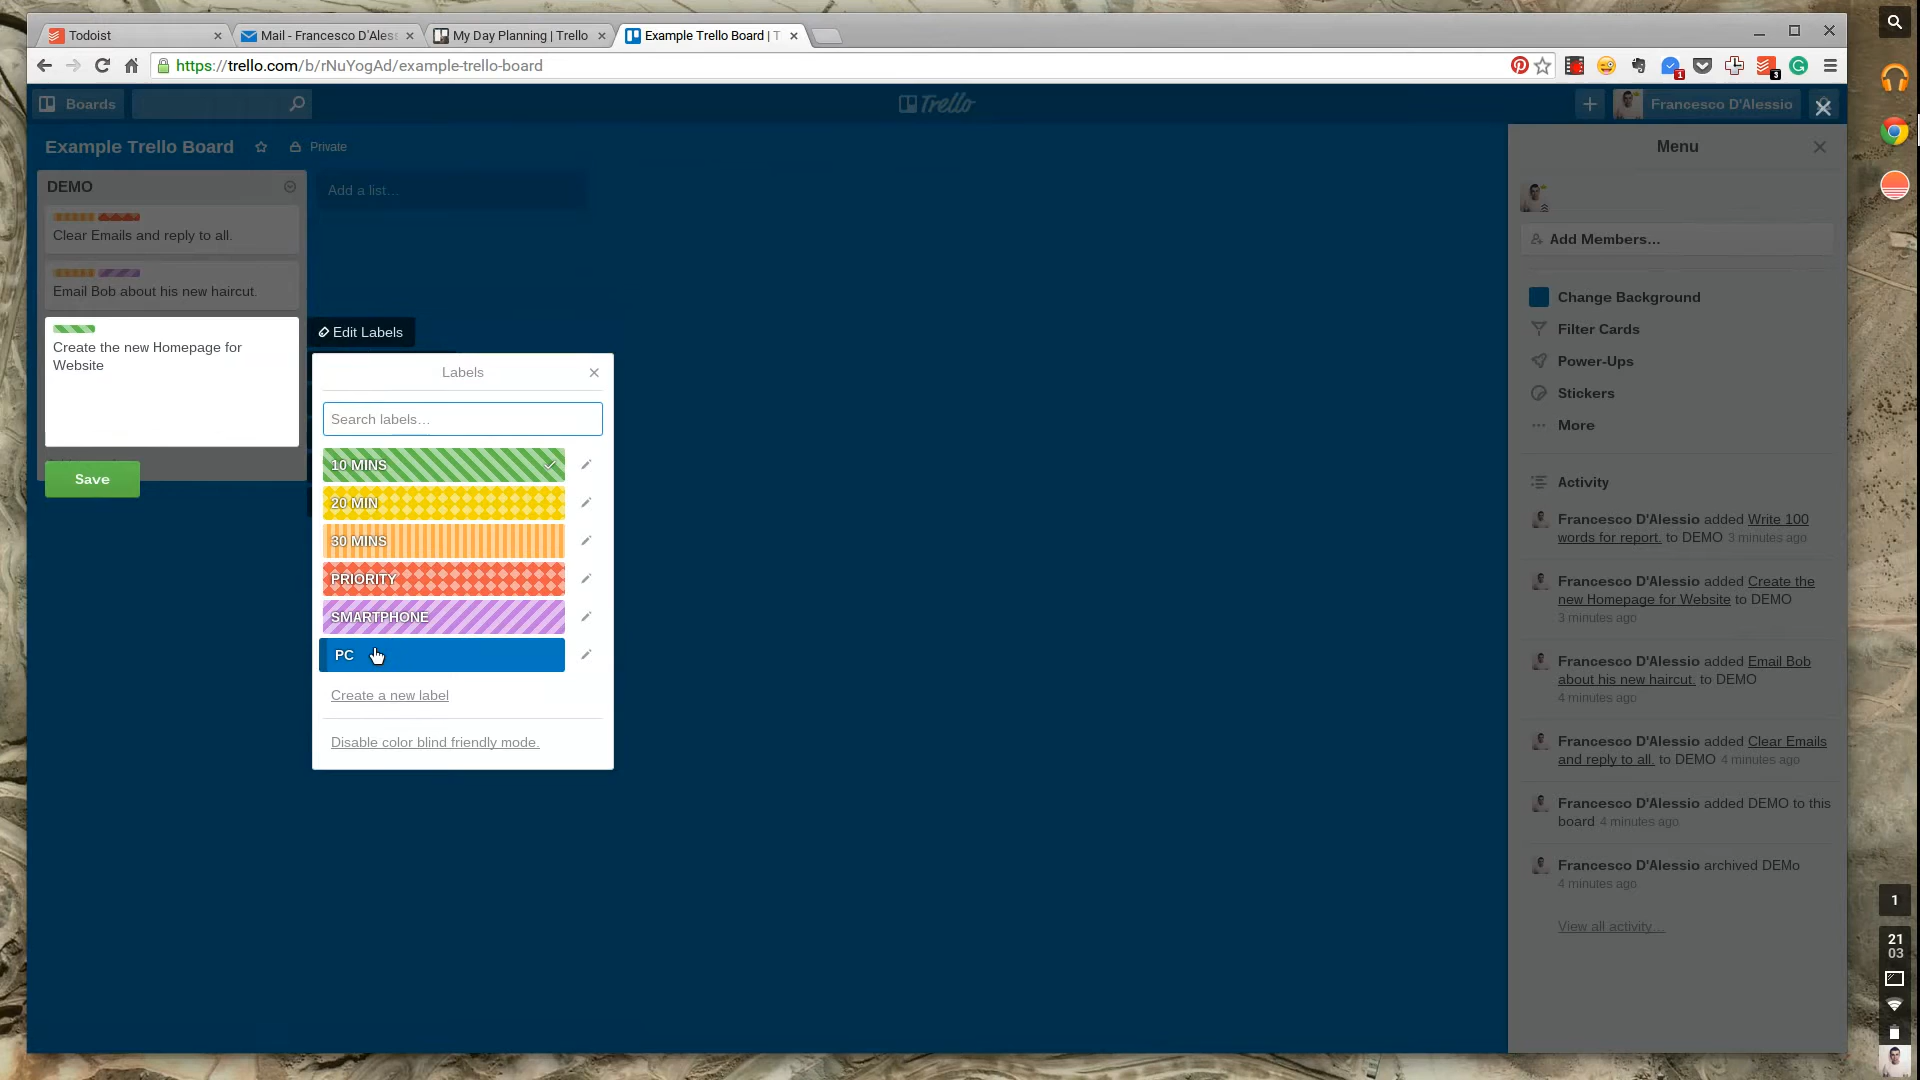 Todoist
Mail - Francesco D'Aless
My Day Planning | Trello
Example Trello Board | T
https://trello.com/b/rNuYogAd/example-trello-board
1
3
Boards
Trello
Francesco D'Alessio
Example Trello Board
Private
DEMO
Clear Emails and reply to all.
Email Bob about his new haircut.
Create the new Homepage for
Website
Save
Add a list…
Edit Labels
Labels
Search labels…
10 MINS
20 MIN
30 MINS
PRIORITY
SMARTPHONE
PC
Create a new label
Disable color blind friendly mode.
Menu
Add Members…
Change Background
Filter Cards
Power-Ups
Stickers
More
Activity
Francesco D'Alessio added Write 100
words for report. to DEMO 3 minutes ago
Francesco D'Alessio added Create the
new Homepage for Website to DEMO
3 minutes ago
Francesco D'Alessio added Email Bob
about his new haircut. to DEMO
4 minutes ago
Francesco D'Alessio added Clear Emails
and reply to all. to DEMO 4 minutes ago
Francesco D'Alessio added DEMO to this
board 4 minutes ago
Francesco D'Alessio archived DEMo
4 minutes ago
View all activity…
1
21
03